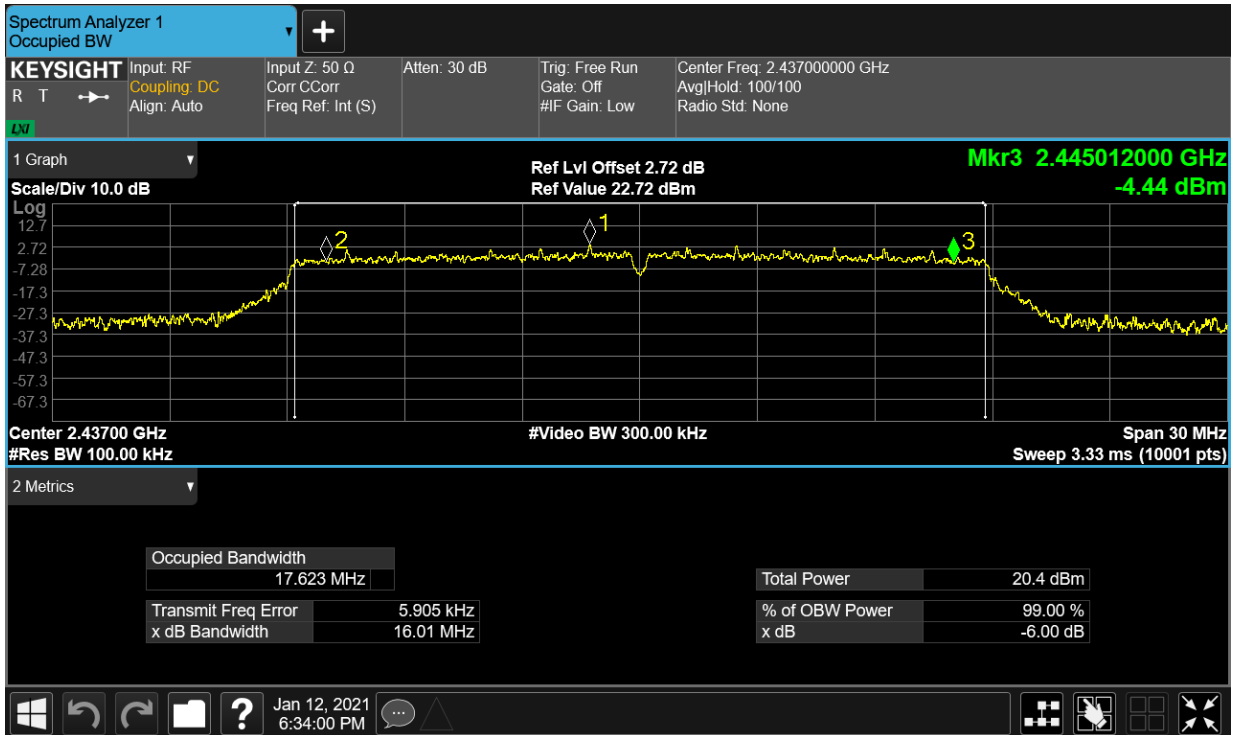 Spectrum Analyzer 1
Occupied BW
KEYSIGHT
R T
LXI
Input: RF
Coupling: DC
Align: Auto
Input Z: 50 Ω
Corr CCorr
Freq Ref: Int (S)
Atten: 30 dB
Trig: Free Run
Gate: Off
#IF Gain: Low
Center Freq: 2.437000000 GHz
Avg|Hold: 100/100
Radio Std: None
1 Graph
Scale/Div 10.0 dB
Ref Lvl Offset 2.72 dB
Ref Value 22.72 dBm
Mkr3 2.445012000 GHz
-4.44 dBm
Log
12.7
2.72
-7.28
-17.3
-27.3
-37.3
-47.3
-57.3
-67.3
2
1
3
Center 2.43700 GHz
#Res BW 100.00 kHz
#Video BW 300.00 kHz
Span 30 MHz
Sweep 3.33 ms (10001 pts)
2 Metrics
Occupied Bandwidth
17.623 MHz
Transmit Freq Error 5.905 kHz
x dB Bandwidth 16.01 MHz
Total Power 20.4 dBm
% of OBW Power 99.00 %
x dB -6.00 dB
?
Jan 12, 2021
6:34:00 PM